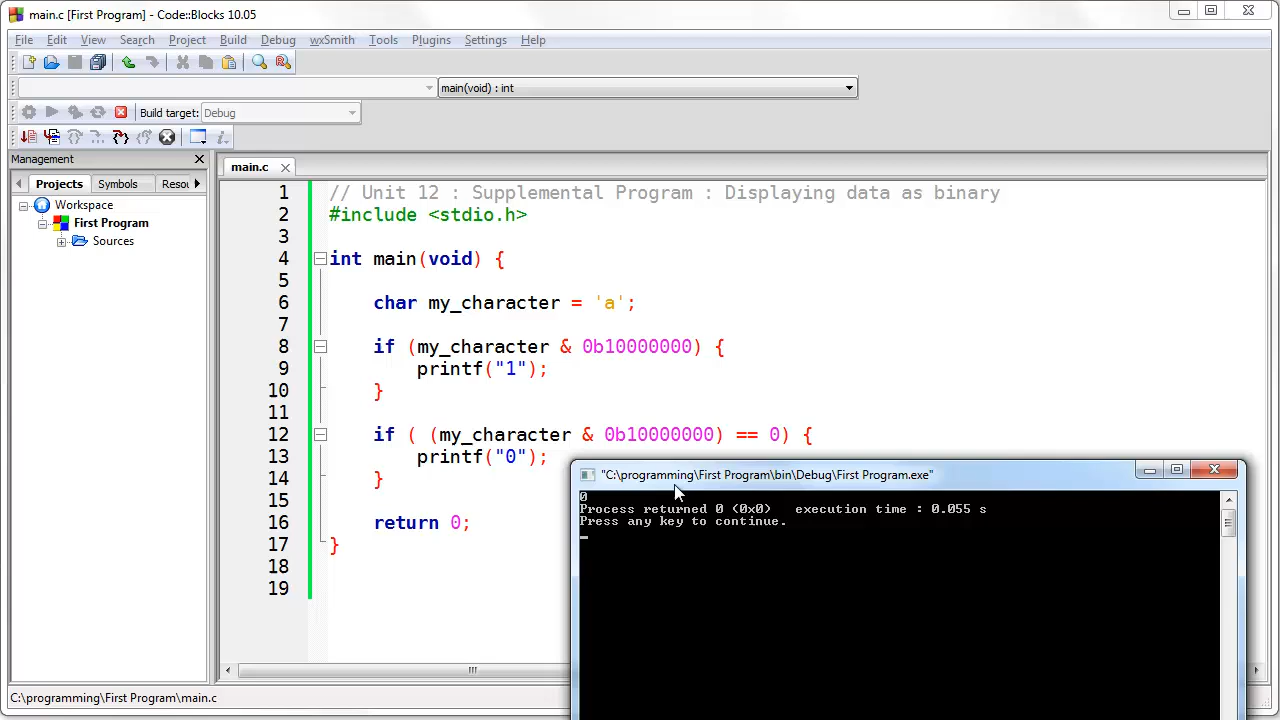 main.c [First Program] - Code::Blocks 10.05
File Edit View Search Project Build Debug wxSmith Tools Plugins Settings Help
main(void) : int
Build target: Debug
Management
Projects Symbols Resou
Workspace
First Program
Sources
main.c
1 // Unit 12 : Supplemental Program : Displaying data as binary
2 #include <stdio.h>
3
4 int main(void) {
5
6 char my_character = 'a';
7
8 if (my_character & 0b10000000) {
9 printf("1");
10 }
11
12 if ( (my_character & 0b10000000) == 0) {
13 printf("0");
14 }
15
16 return 0;
17 }
18
19
"C:\programming\First Program\bin\Debug\First Program.exe"
0
Process returned 0 (0x0) execution time : 0.055 s
Press any key to continue.
C:\programming\First Program\main.c